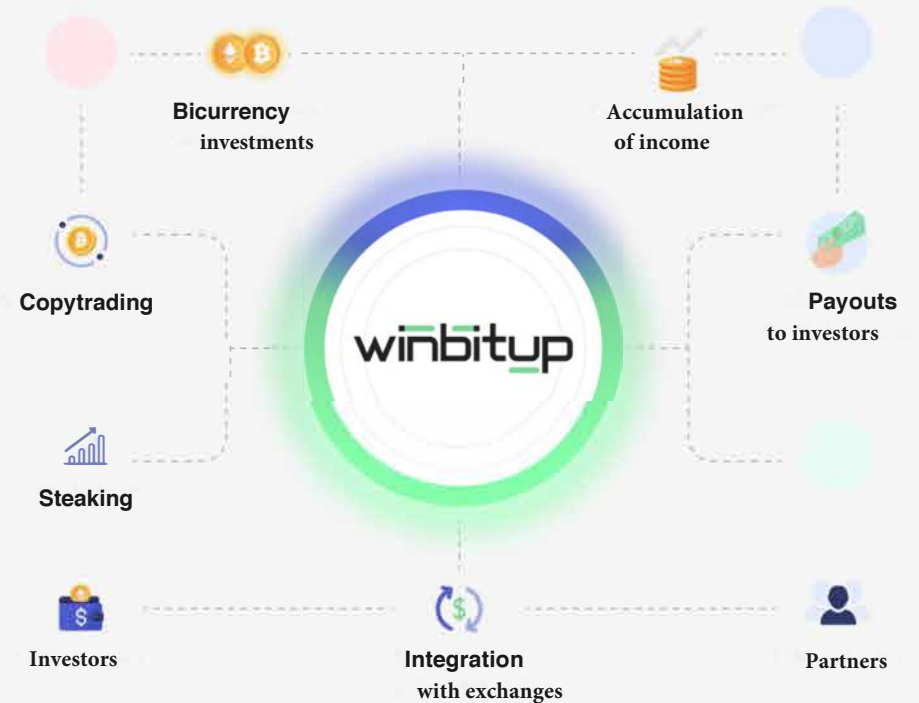 Bicurrency
investments
Accumulation
of income
Copytrading
winbitup
Payouts
to investors
Steaking
Investors
Integration
with exchanges
Partners